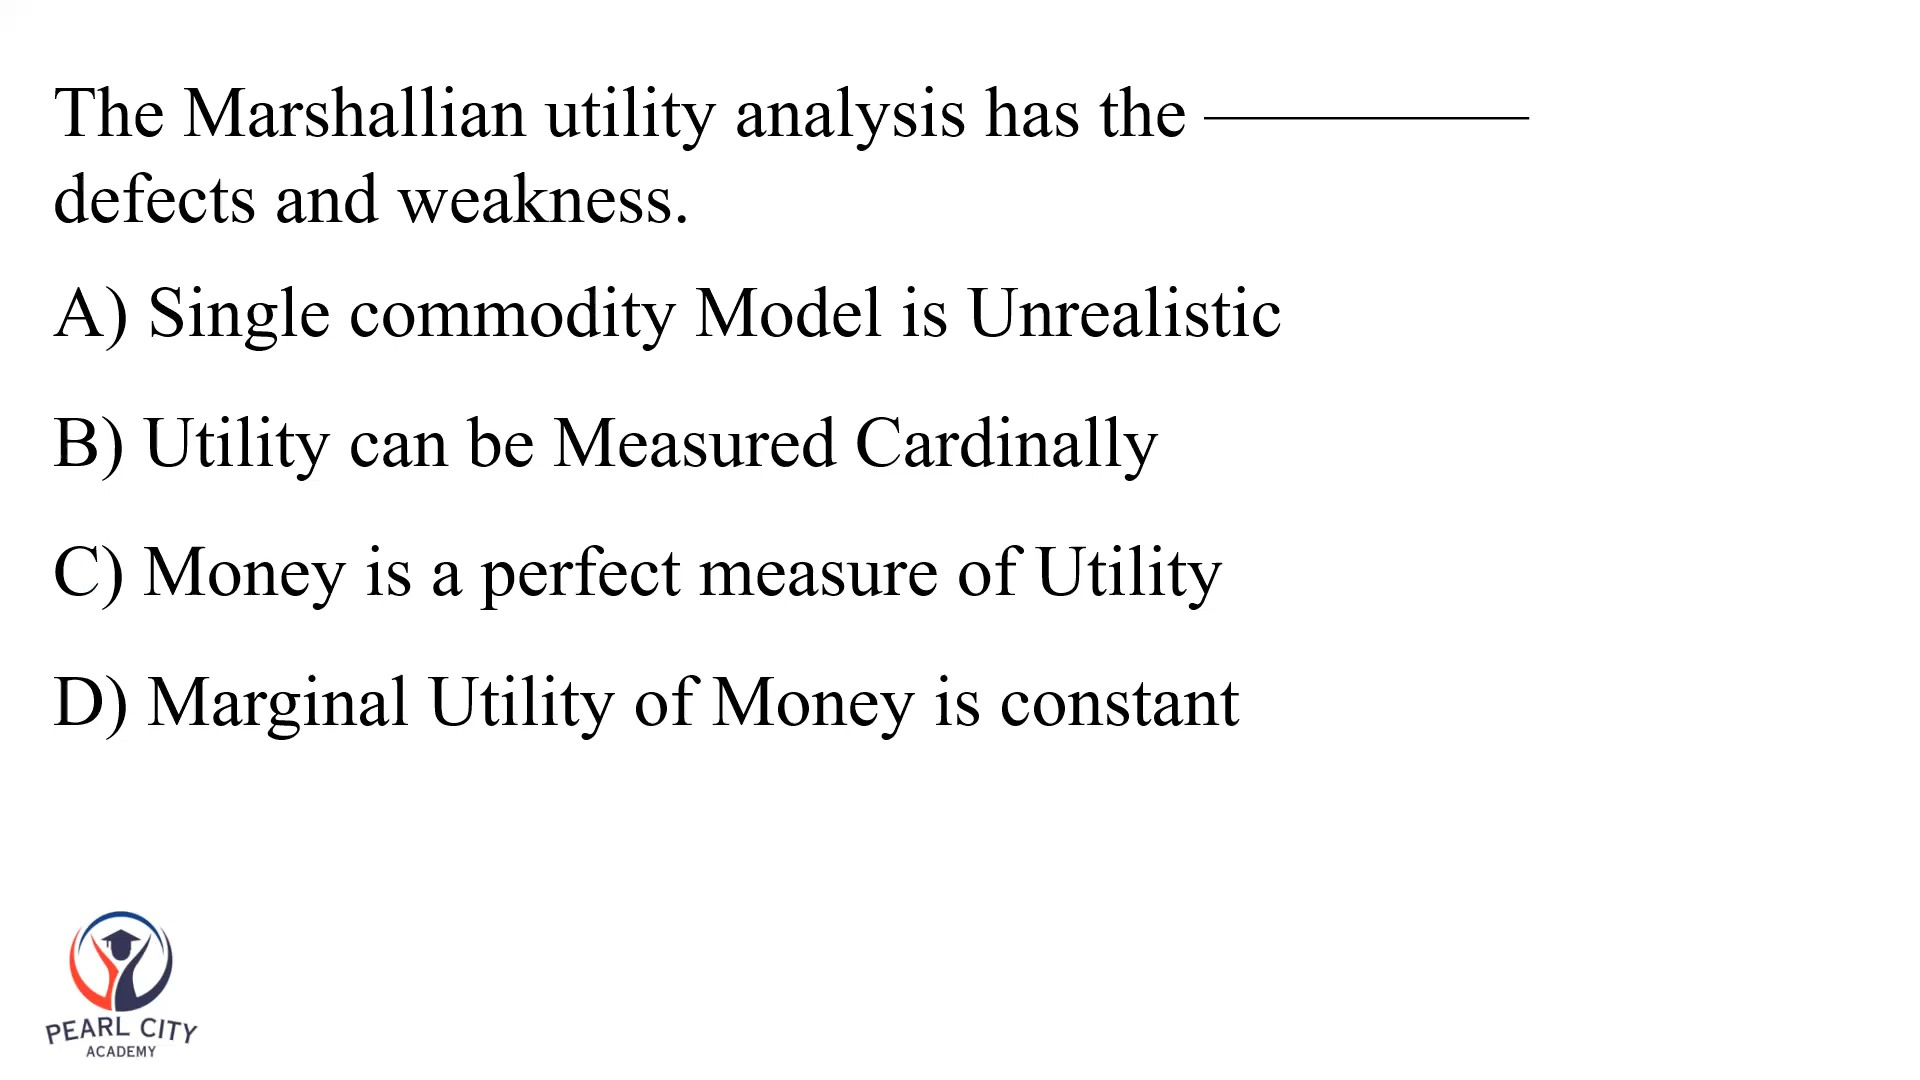 The Marshallian utility analysis has the —————
defects and weakness.
A) Single commodity Model is Unrealistic
B) Utility can be Measured Cardinally
C) Money is a perfect measure of Utility
D) Marginal Utility of Money is constant
PEARL CITY
ACADEMY